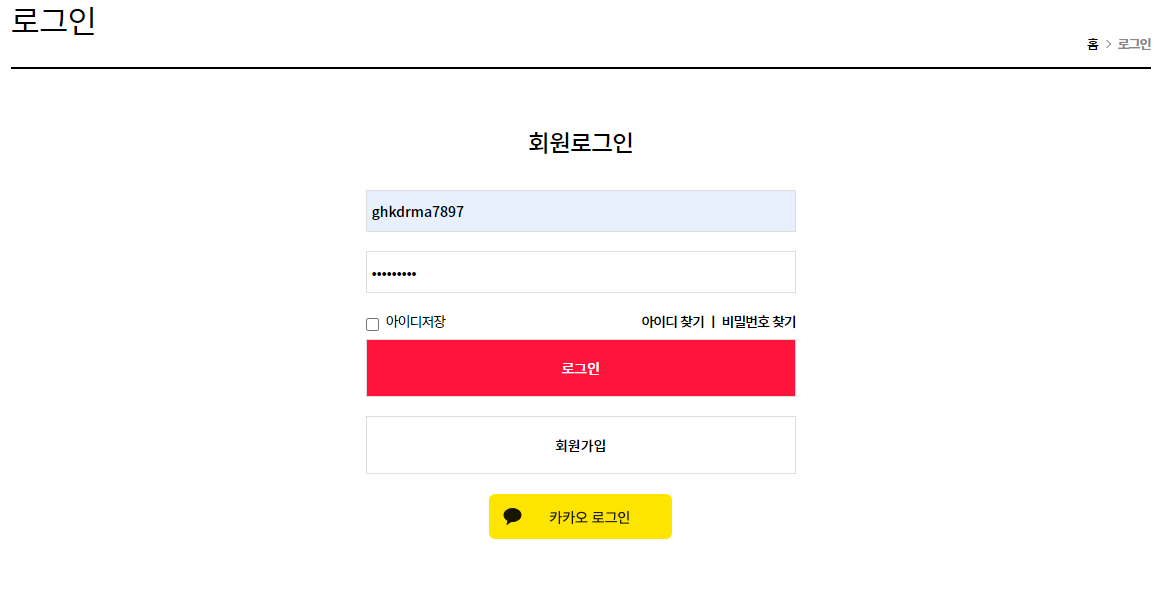 로그인
홈 > 로그인
회원로그인
ghkdrma7897
•••••••••
아이디저장 아이디 찾기 | 비밀번호 찾기
로그인
회원가입
카카오 로그인